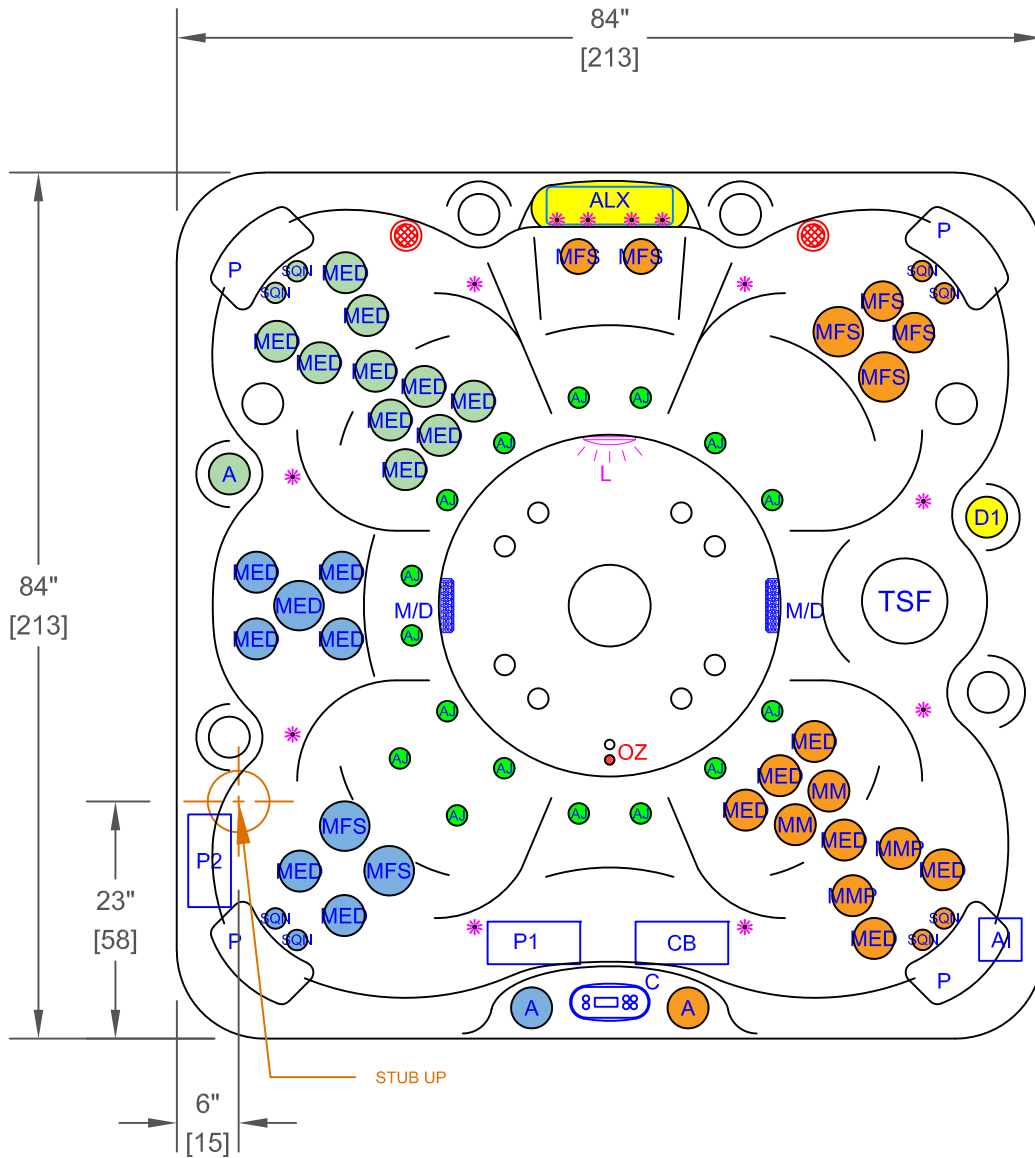 84"
[213]
ALX
MFS MFS
P
SQN
SQN
MED
MED
MED
MED
MED
MED
MED
MED
MED
MED
P
SQN
SQN
MFS
MFS
MFS
MFS
AJ AJ
AJ AJ
AJ AJ
L
A
D1
84"
[213]
MED MED
MED
MED MED
AJ
AJ
M/D M/D
TSF
AJ AJ
AJ
AJ AJ
AJ
AJ AJ
OZ
MED
MED
MM
MED
MM
MED
MMP
MED
MMP
MED
SQN
SQN
P
AI
P2
MFS
MED MFS
MED
SQN
SQN
P
23"
[58]
P1 CB
C
A A
STUB UP
6"
[15]